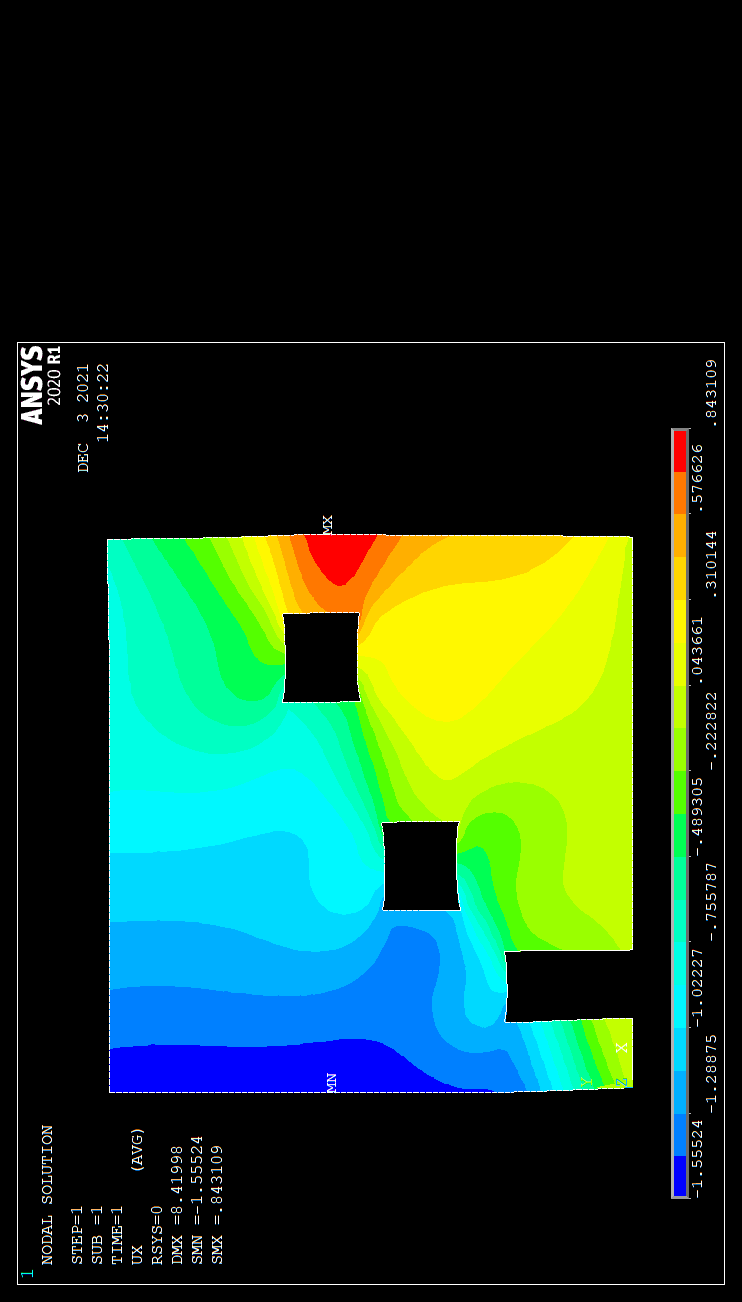 1
NODAL SOLUTION
STEP=1
SUB =1
TIME=1
UX (AVG)
RSYS=0
DMX =8.41998
SMN =-1.55524
SMX =.843109
ANSYS
2020 R1
DEC 3 2021
14:30:22
MN
MX
Y
Z X
-1.55524
-1.28875
-1.02227
-.755787
-.489305
-.222822
.043661
.310144
.576626
.843109